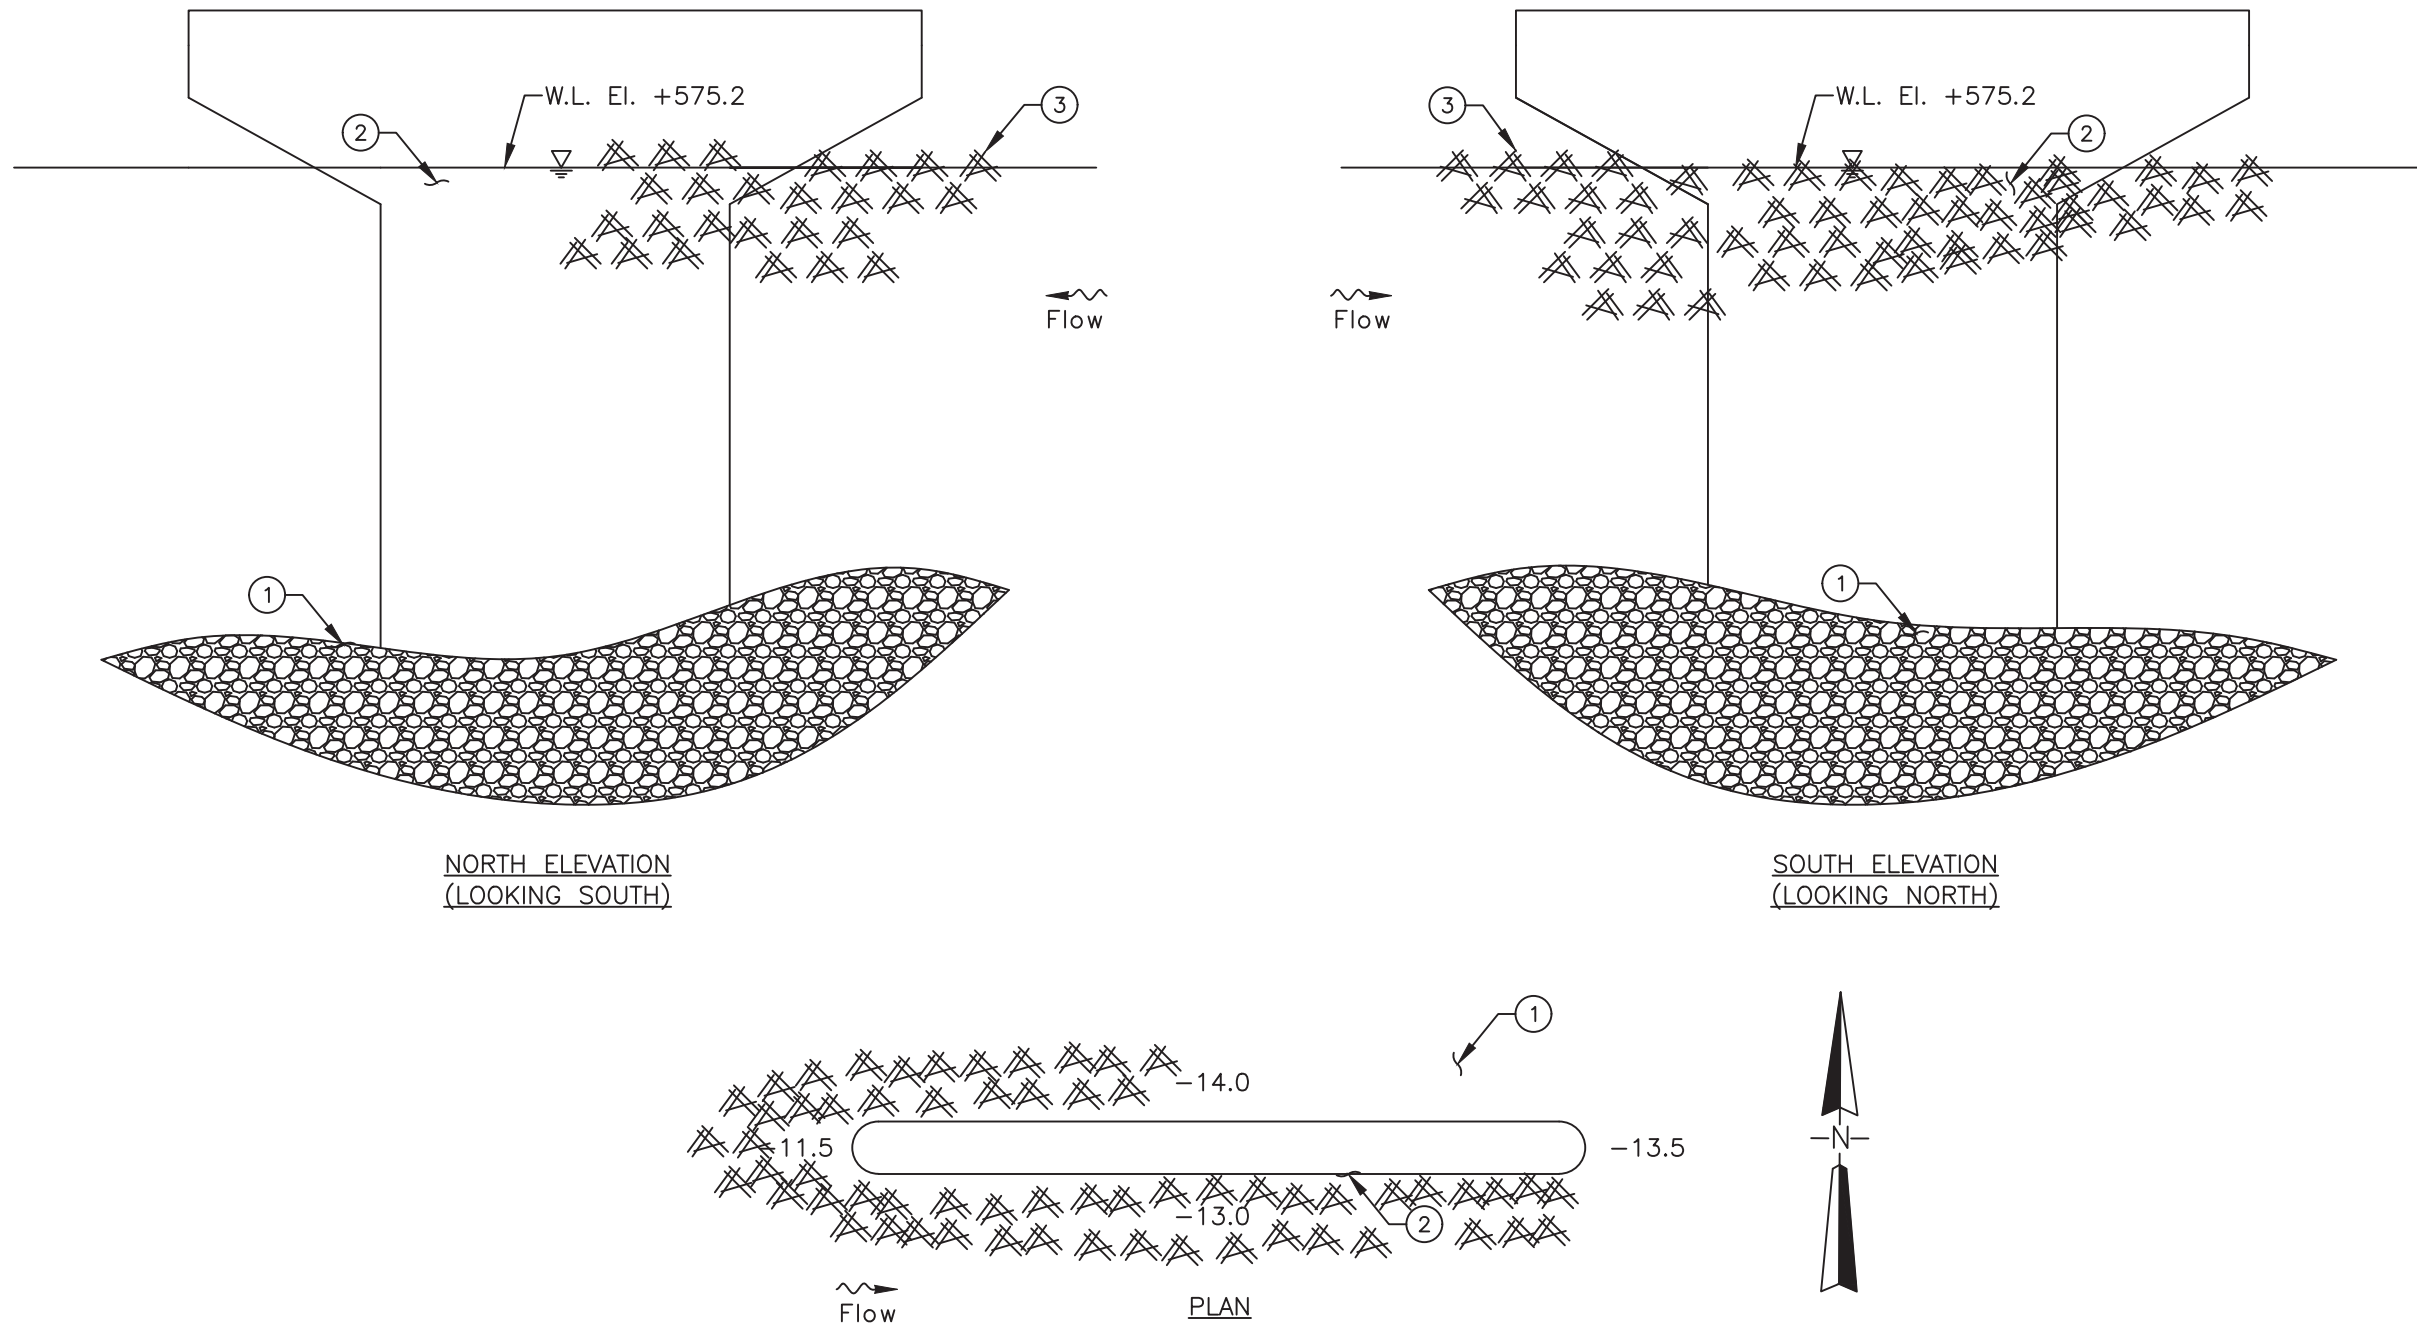 W.L. El. +575.2
3
2
Flow
1
NORTH ELEVATION
(LOOKING SOUTH)
3
W.L. El. +575.2
2
Flow
1
SOUTH ELEVATION
(LOOKING NORTH)
1
-14.0
-11.5
-13.5
-13.0
2
-N-
Flow
PLAN